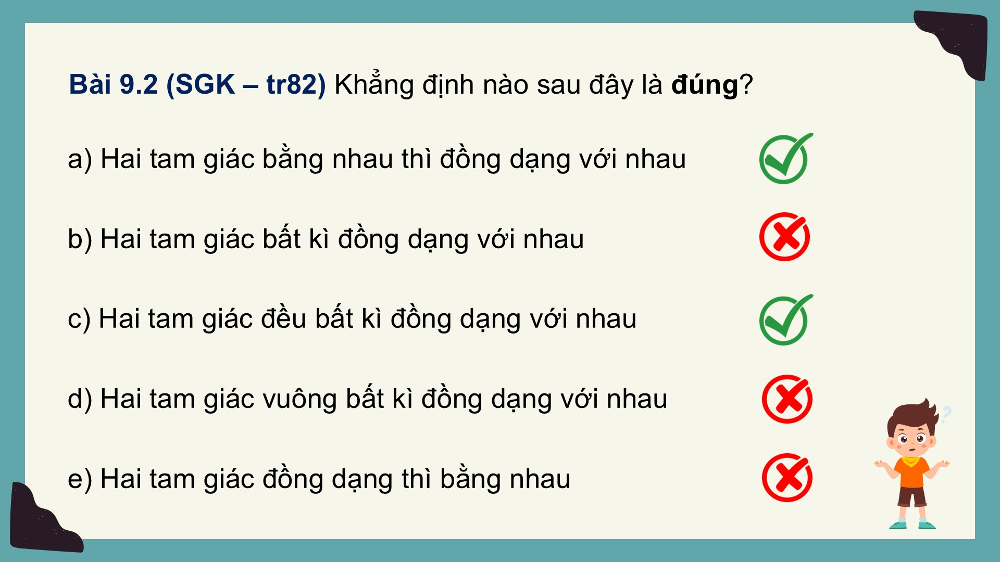 Bài 9.2 (SGK – tr82) Khẳng định nào sau đây là đúng?
a) Hai tam giác bằng nhau thì đồng dạng với nhau
b) Hai tam giác bất kì đồng dạng với nhau
c) Hai tam giác đều bất kì đồng dạng với nhau
d) Hai tam giác vuông bất kì đồng dạng với nhau
?
e) Hai tam giác đồng dạng thì bằng nhau